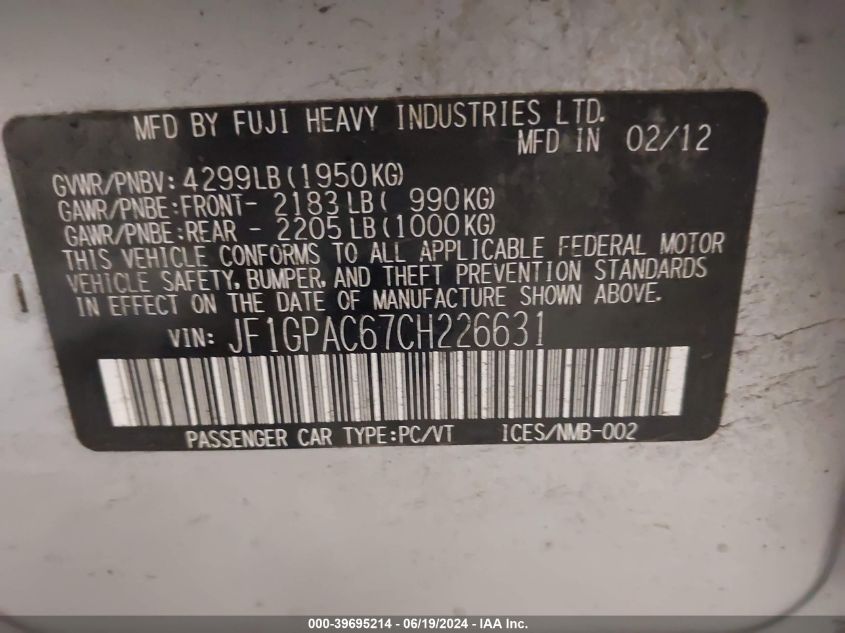 MFD BY FUJI HEAVY INDUSTRIES LTD.
MFD IN 02/12
GVWR/PNBV: 4299LB(1950KG)
GAWR/PNBE:FRONT- 2183LB( 990KG)
GAWR/PNBE:REAR - 2205LB(1000KG)
THIS VEHICLE CONFORMS TO ALL APPLICABLE FEDERAL MOTOR
VEHICLE SAFETY, BUMPER, AND THEFT PREVENTION STANDARDS
IN EFFECT ON THE DATE OF MANUFACTURE SHOWN ABOVE.
VIN: JF1GPAC67CH226631
PASSENGER CAR TYPE:PC/VT ICES/NMB-002
000-39695214 - 06/19/2024 - IAAI.com